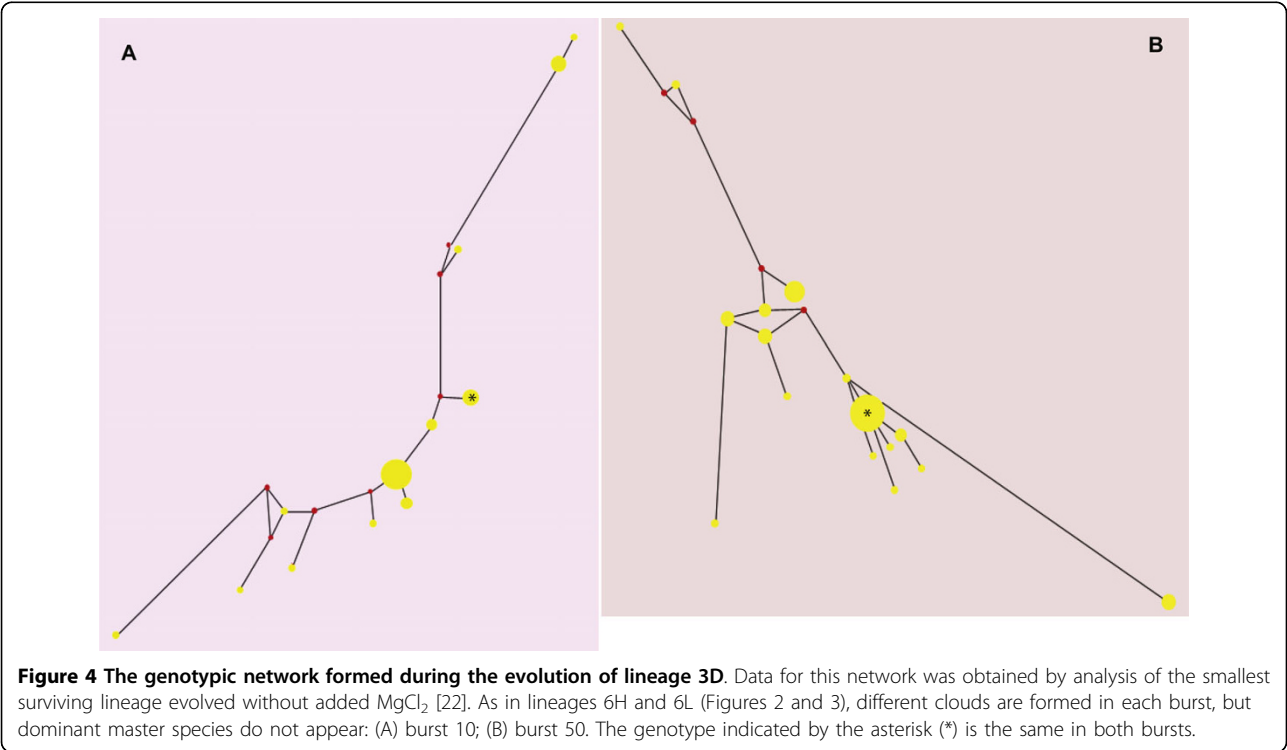 A
B
*
*
Figure 4 The genotypic network formed during the evolution of lineage 3D. Data for this network was obtained by analysis of the smallest
surviving lineage evolved without added MgCl₂ [22]. As in lineages 6H and 6L (Figures 2 and 3), different clouds are formed in each burst, but
dominant master species do not appear: (A) burst 10; (B) burst 50. The genotype indicated by the asterisk (*) is the same in both bursts.